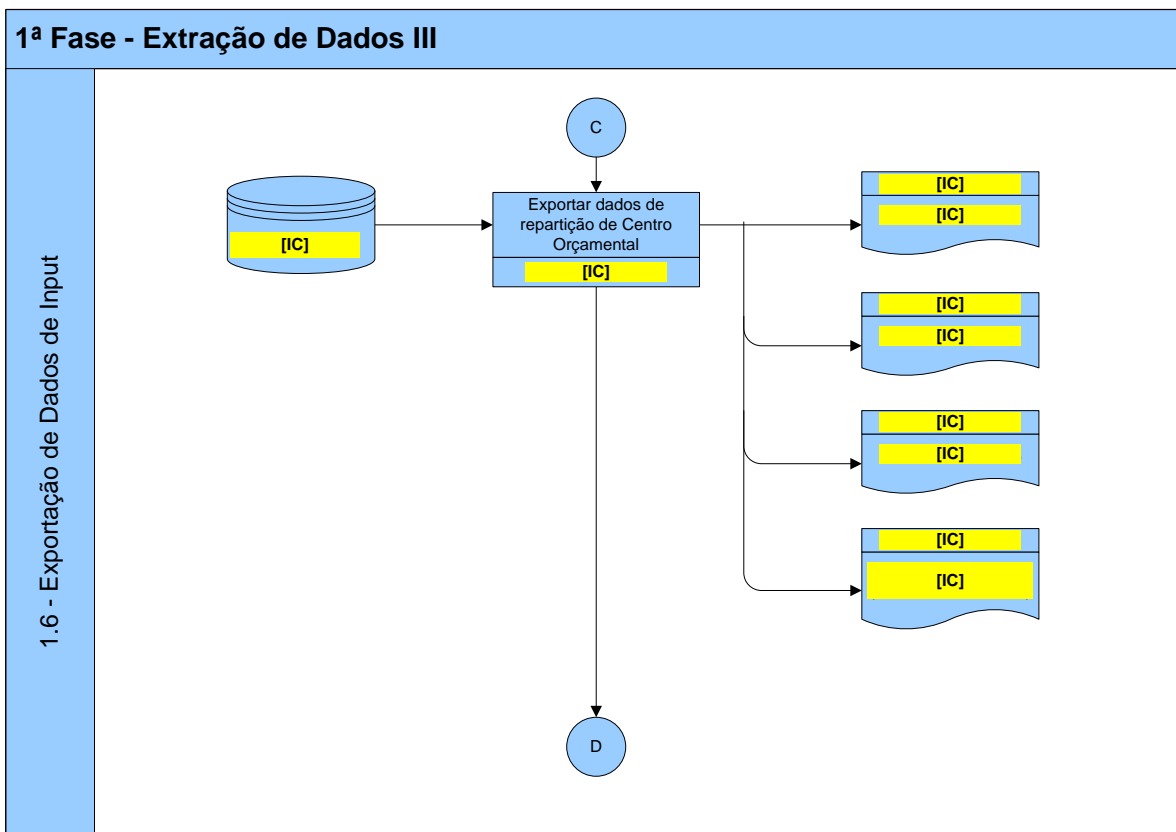 1ª Fase - Extração de Dados III
1.6 - Exportação de Dados de Input
C
[IC]
Exportar dados de
repartição de Centro
Orçamental
[IC]
[IC]
[IC]
[IC]
[IC]
[IC]
[IC]
[IC]
[IC]
D